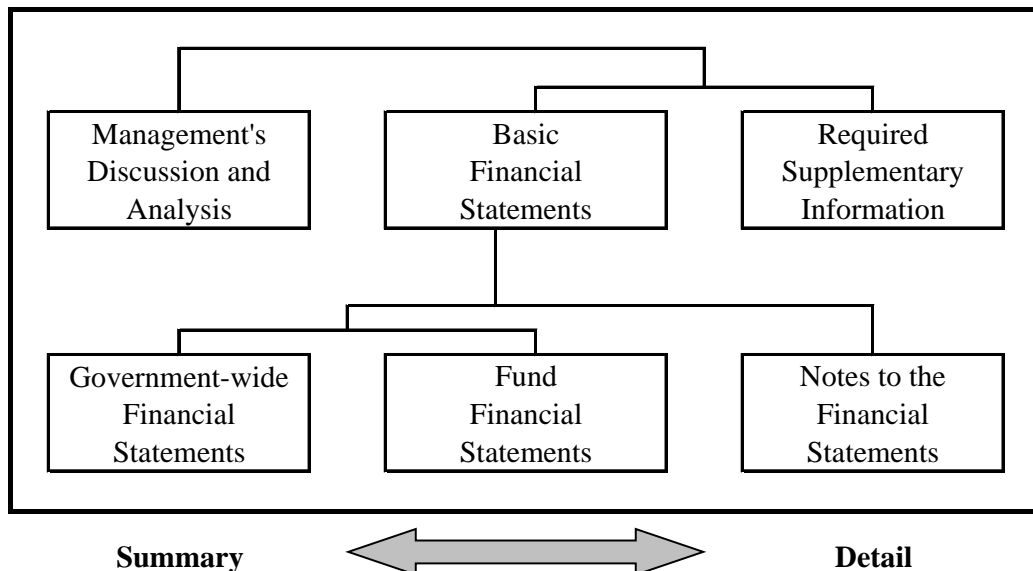 Management's
Discussion and
Analysis
Basic
Financial
Statements
Required
Supplementary
Information
Government-wide
Financial
Statements
Fund
Financial
Statements
Notes to the
Financial
Statements
Summary
Detail